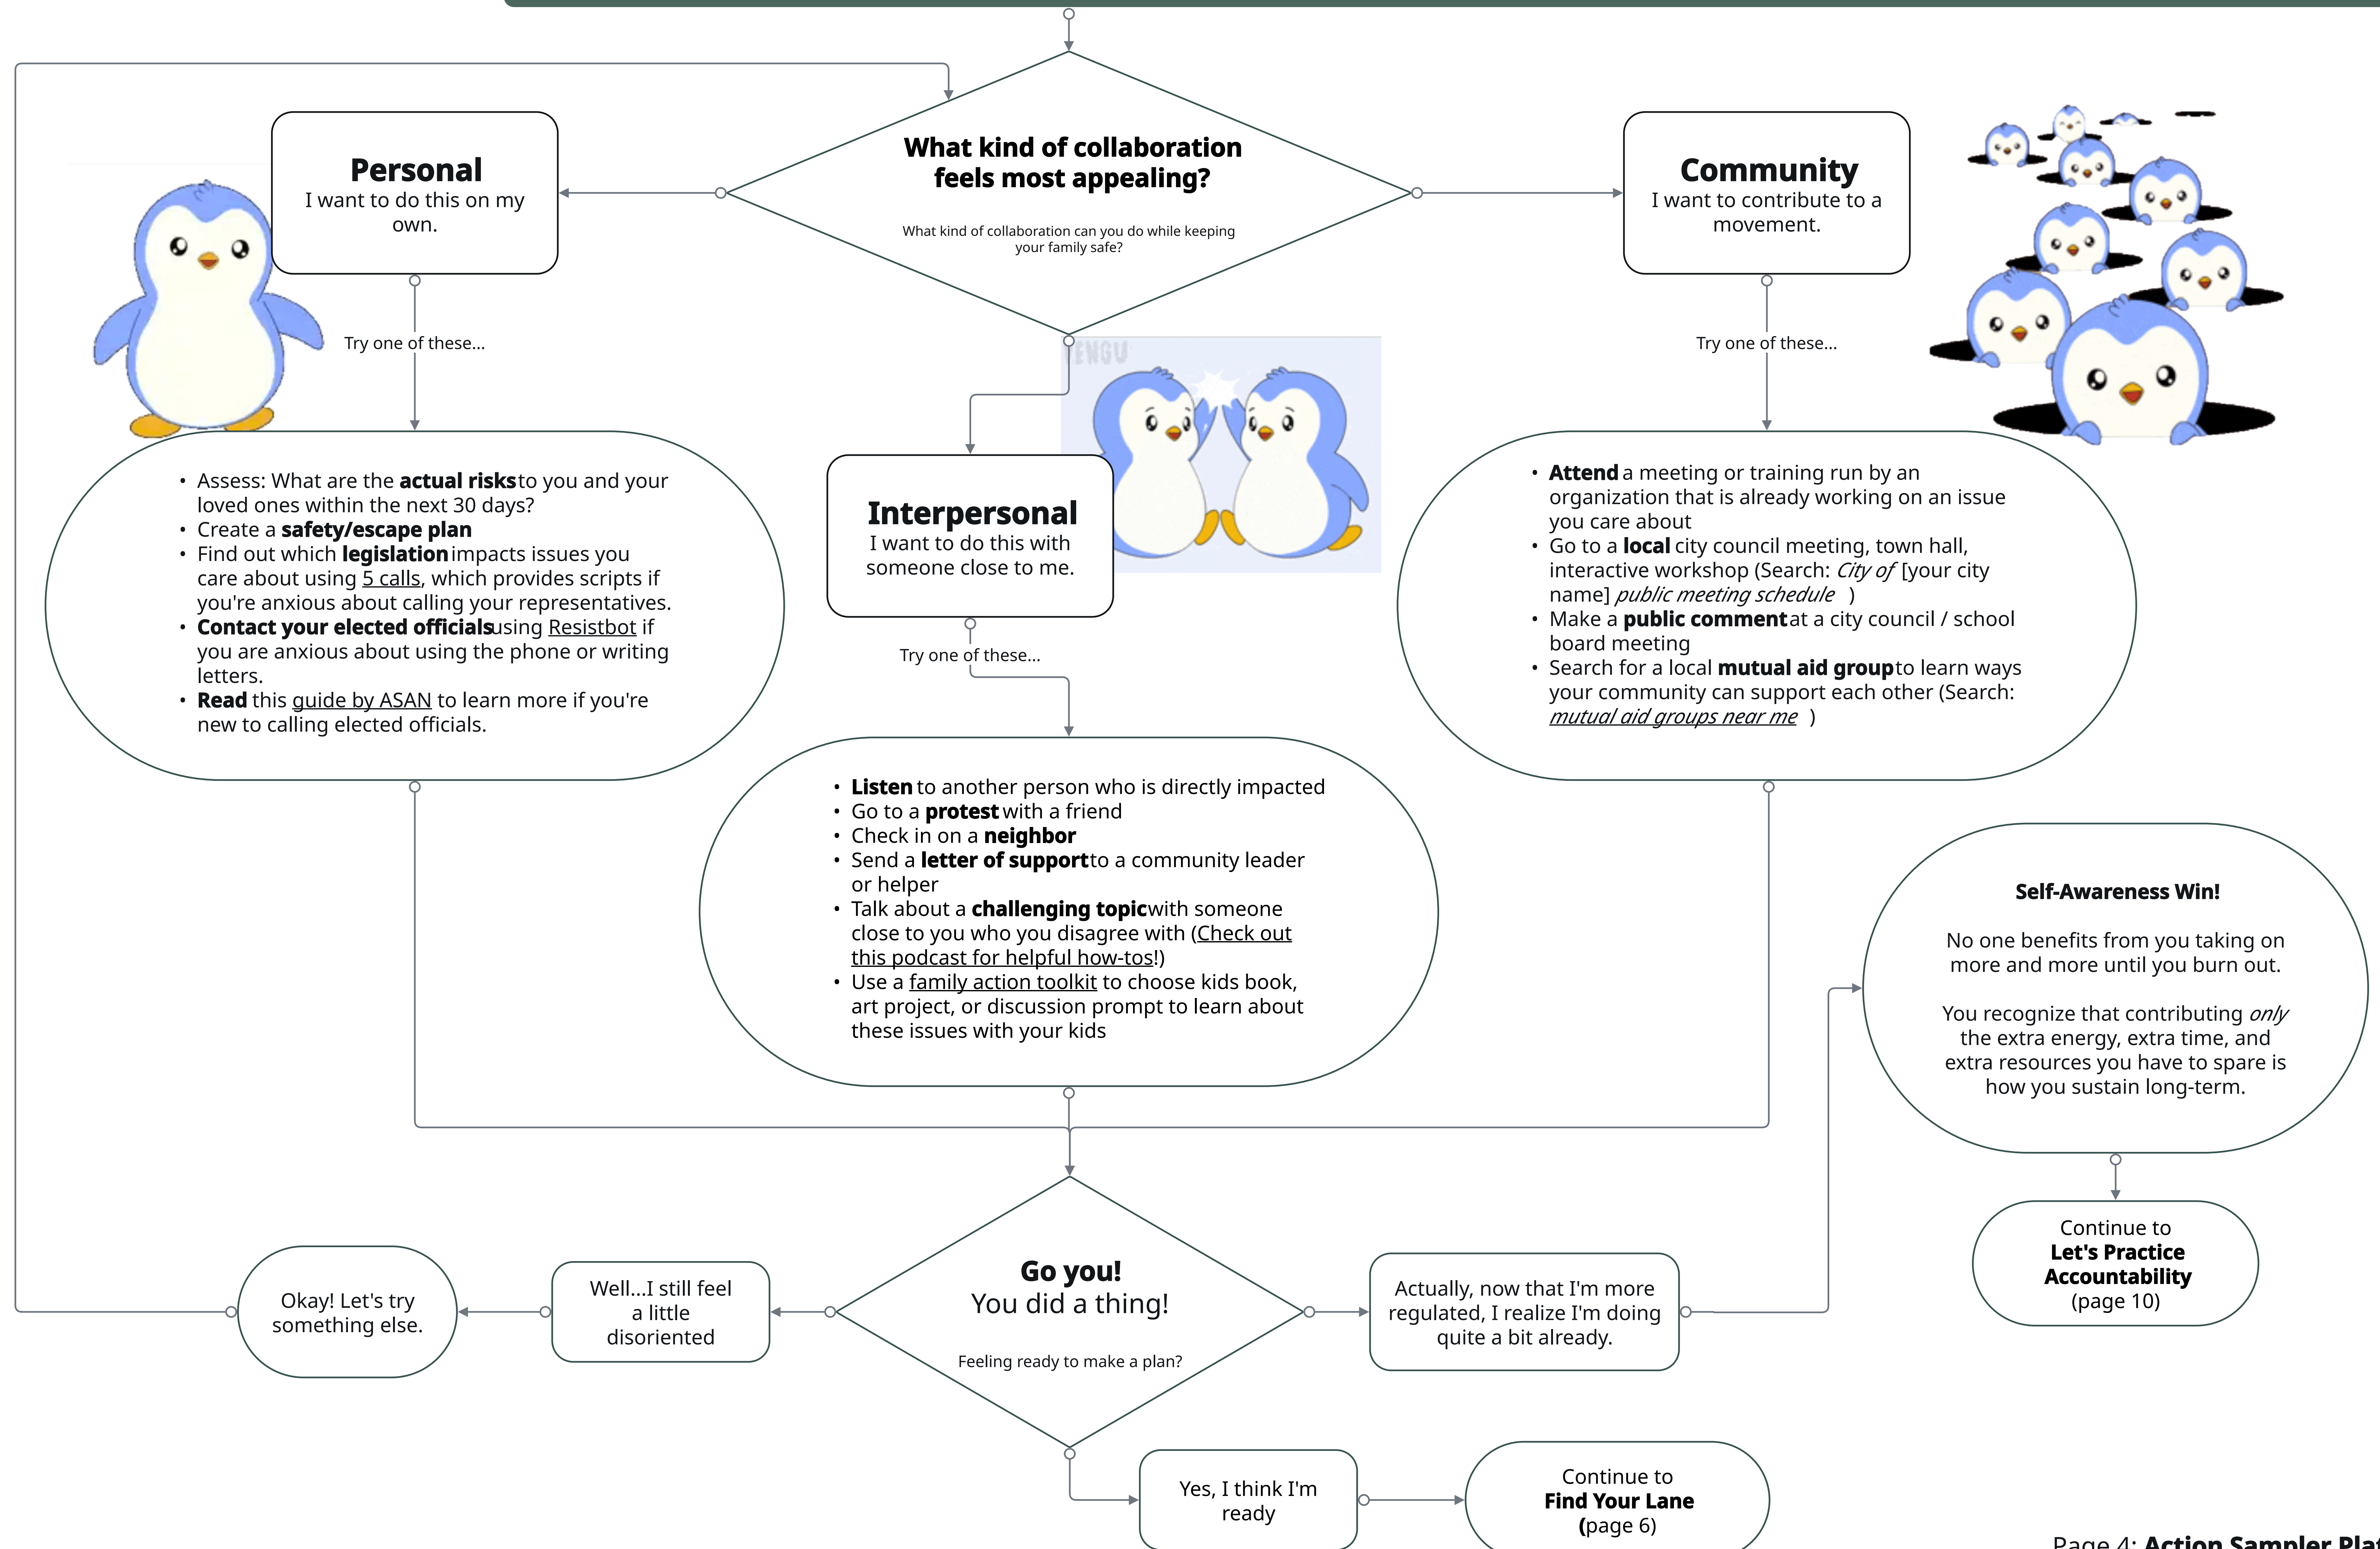 What kind of collaboration
feels most appealing?
What kind of collaboration can you do while keeping
your family safe?
Personal
I want to do this on my
own.
Try one of these...
• Assess: What are the actual risks to you and your
loved ones within the next 30 days?
• Create a safety/escape plan
• Find out which legislation impacts issues you
care about using 5 calls, which provides scripts if
you're anxious about calling your representatives.
• Contact your elected officials using Resistbot if
you are anxious about using the phone or writing
letters.
• Read this guide by ASAN to learn more if you're
new to calling elected officials.
Interpersonal
I want to do this with
someone close to me.
Try one of these...
• Listen to another person who is directly impacted
• Go to a protest with a friend
• Check in on a neighbor
• Send a letter of support to a community leader
or helper
• Talk about a challenging topic with someone
close to you who you disagree with (Check out
this podcast for helpful how-tos!)
• Use a family action toolkit to choose kids book,
art project, or discussion prompt to learn about
these issues with your kids
Community
I want to contribute to a
movement.
Try one of these...
• Attend a meeting or training run by an
organization that is already working on an issue
you care about
• Go to a local city council meeting, town hall,
interactive workshop (Search: City of [your city
name] public meeting schedule )
• Make a public comment at a city council / school
board meeting
• Search for a local mutual aid group to learn ways
your community can support each other (Search:
mutual aid groups near me )
Go you!
You did a thing!
Feeling ready to make a plan?
Well...I still feel
a little
disoriented
Okay! Let's try
something else.
Actually, now that I'm more
regulated, I realize I'm doing
quite a bit already.
Self-Awareness Win!
No one benefits from you taking on
more and more until you burn out.
You recognize that contributing only
the extra energy, extra time, and
extra resources you have to spare is
how you sustain long-term.
Continue to
Let's Practice
Accountability
(page 10)
Yes, I think I'm
ready
Continue to
Find Your Lane
(page 6)
Page 4: Action Sampler